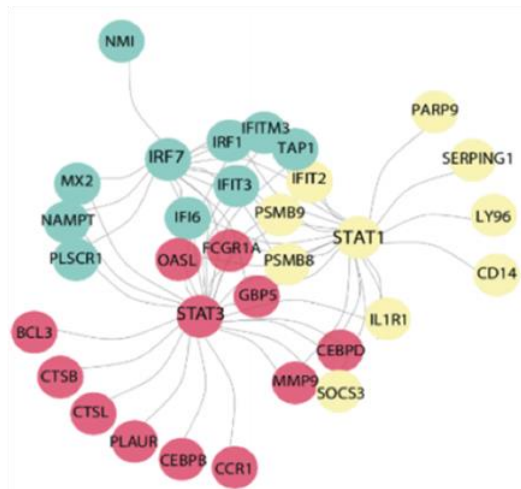 NMI
PARP9
IFITM3
IRF1
TAP1
IRF7
SERPING1
IFIT2
MX2
IFIT3
NAMPT
IFI6
PSMB9
LY96
STAT1
FCGR1A
PLSCR1
OASL
PSMB8
CD14
GBP5
STAT3
IL1R1
BCL3
CEBPD
CTSB
MMP9
SOCS3
CTSL
PLAUR
CEBPB
CCR1